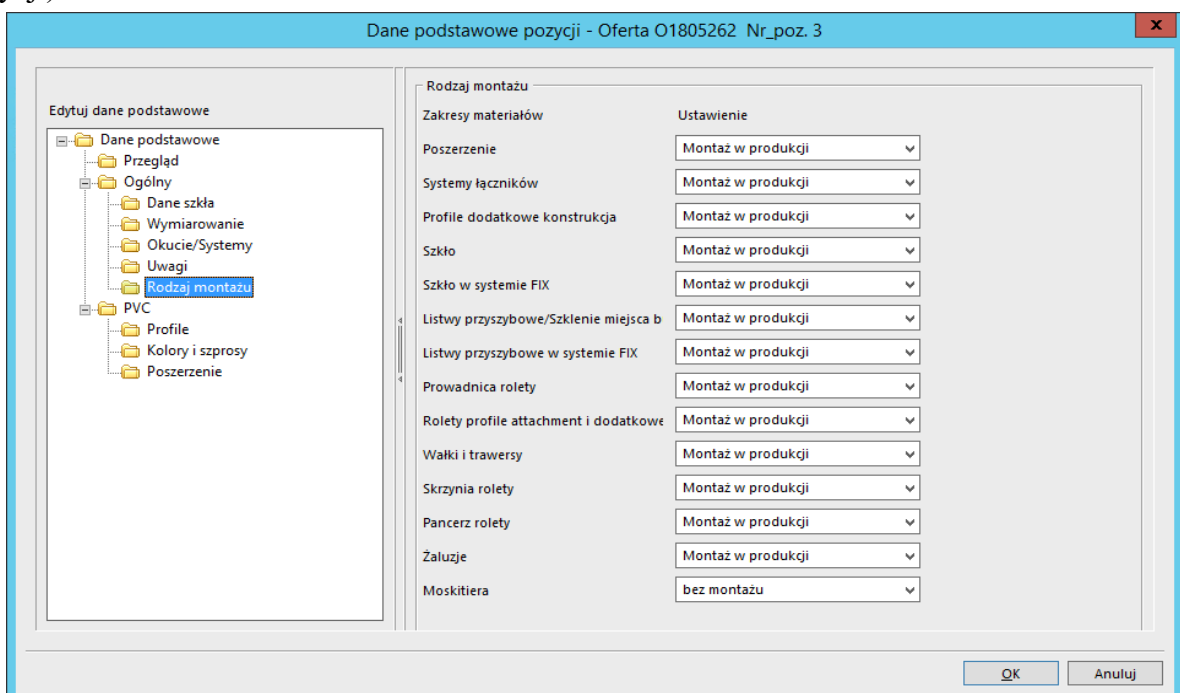 Dane podstawowe pozycji - Oferta O1805262 Nr_poz. 3
x
Edytuj dane podstawowe
Dane podstawowe
Przegląd
Ogólny
Dane szkła
Wymiarowanie
Okucie/Systemy
Uwagi
Rodzaj montażu
PVC
Profile
Kolory i szprosy
Poszerzenie
Rodzaj montażu
Zakresy materiałów Ustawienie
Poszerzenie Montaż w produkcji
Systemy łączników Montaż w produkcji
Profile dodatkowe konstrukcja Montaż w produkcji
Szkło Montaż w produkcji
Szkło w systemie FIX Montaż w produkcji
Listwy przyszybowe/Szklenie miejsca b Montaż w produkcji
Listwy przyszybowe w systemie FIX Montaż w produkcji
Prowadnica rolety Montaż w produkcji
Rolety profile attachment i dodatkowe Montaż w produkcji
Wałki i trawersy Montaż w produkcji
Skrzynia rolety Montaż w produkcji
Pancerz rolety Montaż w produkcji
Żaluzje Montaż w produkcji
Moskitiera bez montażu
OK Anuluj